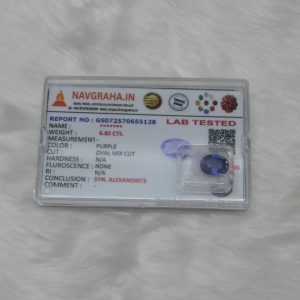 NAVGRAHA.IN
REPORT NO : GS072570655128
LAB TESTED
NAME : *******
WEIGHT : 6.80 CTS.
MEASUREMENT
COLOR : PURPLE
CUT : OVAL MIX CUT
HARDNESS : N/A
FLUROSCENCE : NONE
RI : N/A
CONCLUSION : SYN. ALEXANDRITE
COMMENT :